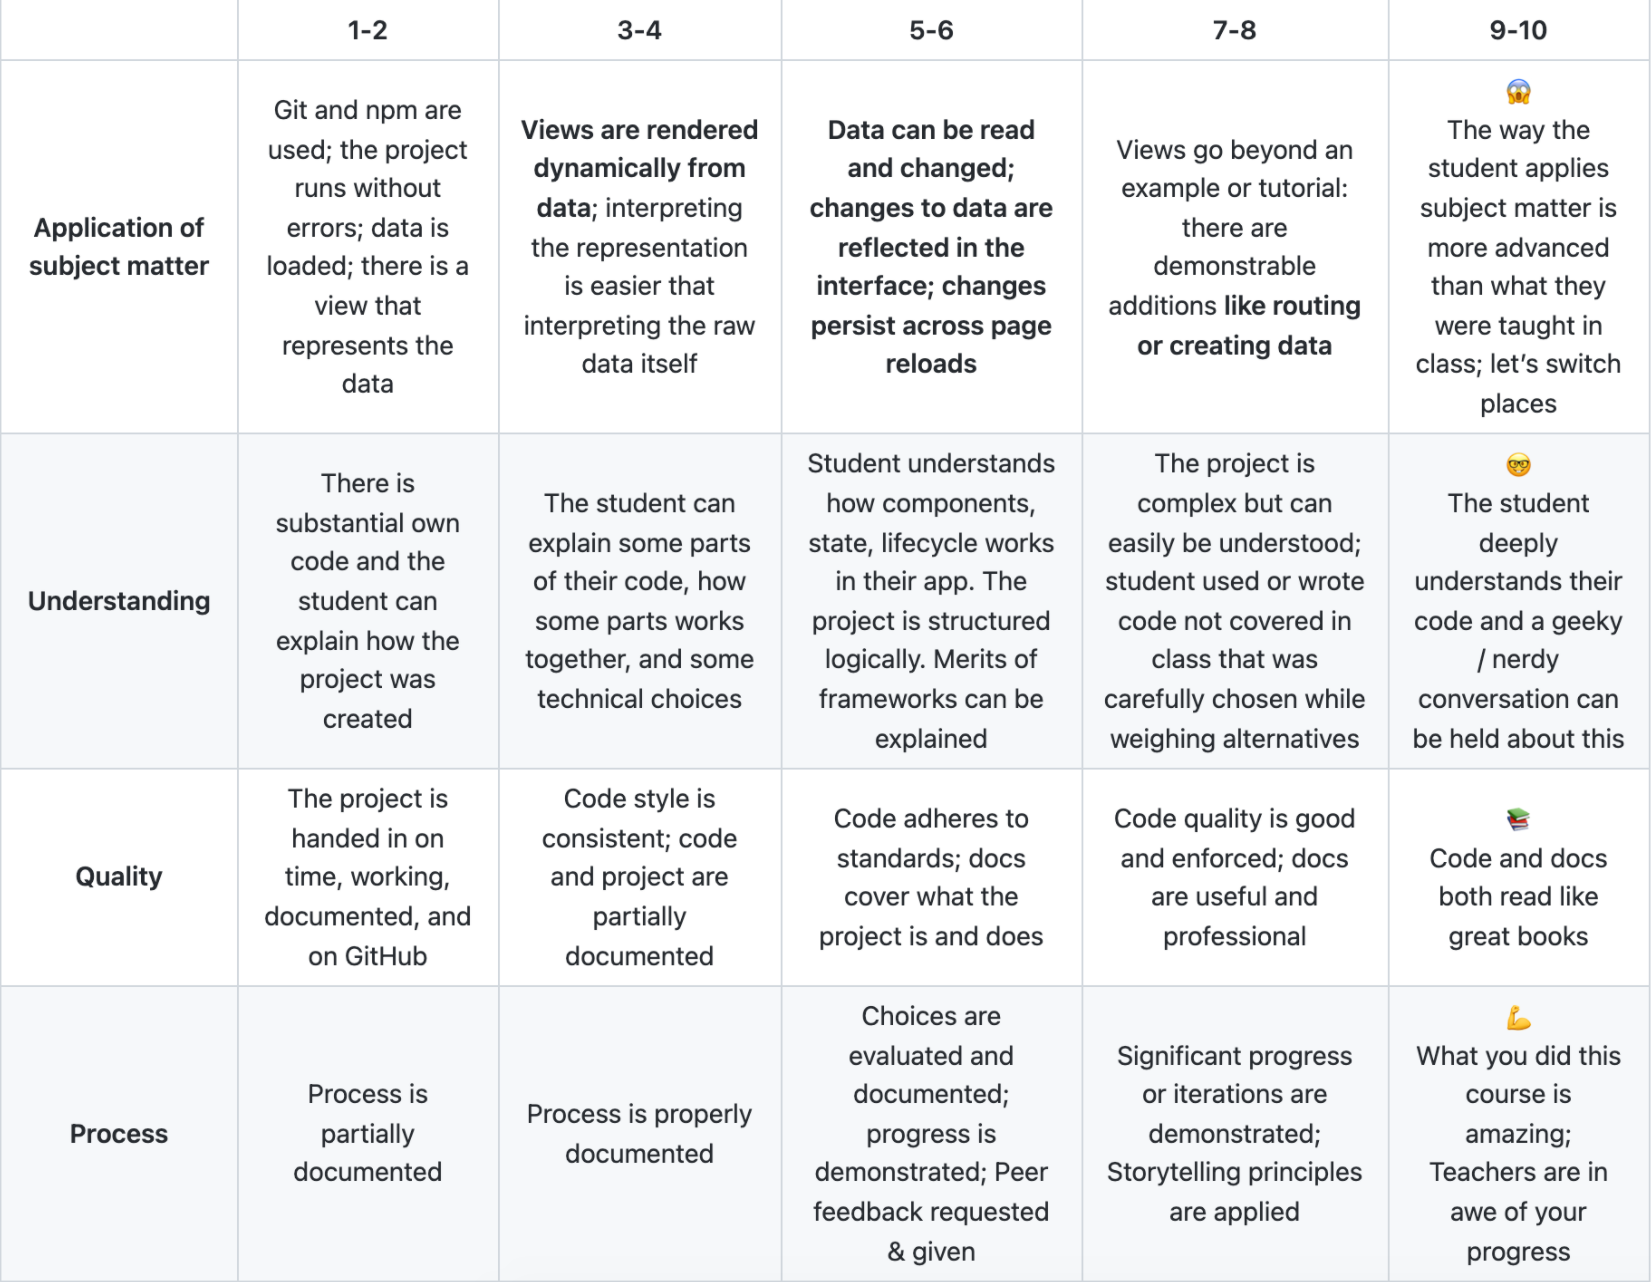 1-2
3-4
5-6
7-8
9-10
Application of
subject matter
Git and npm are
used; the project
runs without
errors; data is
loaded; there is a
view that
represents the
data
Views are rendered
dynamically from
data; interpreting
the representation
is easier that
interpreting the raw
data itself
Data can be read
and changed;
changes to data are
reflected in the
interface; changes
persist across page
reloads
Views go beyond an
example or tutorial:
there are
demonstrable
additions like routing
or creating data
😱
The way the
student applies
subject matter is
more advanced
than what they
were taught in
class; let’s switch
places
Understanding
There is
substantial own
code and the
student can
explain how the
project was
created
The student can
explain some parts
of their code, how
some parts works
together, and some
technical choices
Student understands
how components,
state, lifecycle works
in their app. The
project is structured
logically. Merits of
frameworks can be
explained
The project is
complex but can
easily be understood;
student used or wrote
code not covered in
class that was
carefully chosen while
weighing alternatives
🤓
The student
deeply
understands their
code and a geeky
/ nerdy
conversation can
be held about this
Quality
The project is
handed in on
time, working,
documented, and
on GitHub
Code style is
consistent; code
and project are
partially
documented
Code adheres to
standards; docs
cover what the
project is and does
Code quality is good
and enforced; docs
are useful and
professional
📚
Code and docs
both read like
great books
Process
Process is
partially
documented
Process is properly
documented
Choices are
evaluated and
documented;
progress is
demonstrated; Peer
feedback requested
& given
Significant progress
or iterations are
demonstrated;
Storytelling principles
are applied
💪
What you did this
course is
amazing;
Teachers are in
awe of your
progress